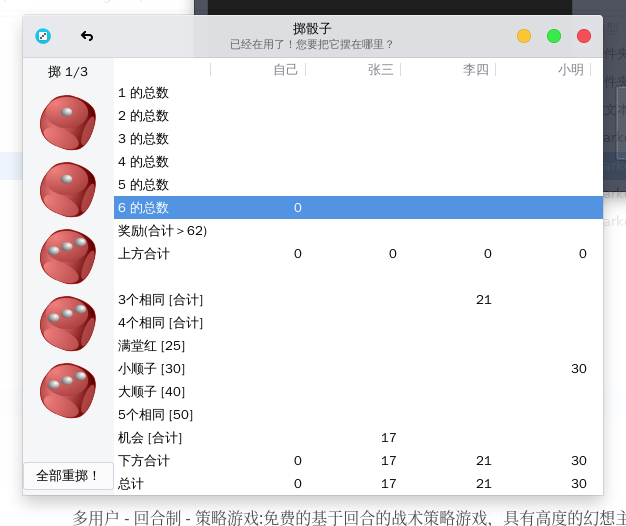 掷骰子
已经在用了！您要把它摆在哪里？
掷 1/3
自己 张三 李四 小明
1 的总数
2 的总数
3 的总数
4 的总数
5 的总数
6 的总数 0
奖励(合计＞62)
上方合计 0 0 0 0
3个相同 [合计] 21
4个相同 [合计]
满堂红 [25]
小顺子 [30] 30
大顺子 [40]
5个相同 [50]
机会 [合计] 17
下方合计 0 17 21 30
总计 0 17 21 30
全部重掷！
件夹
件夹
文本
多用户 - 回合制 - 策略游戏:免费的基于回合的战术策略游戏，具有高度的幻想主